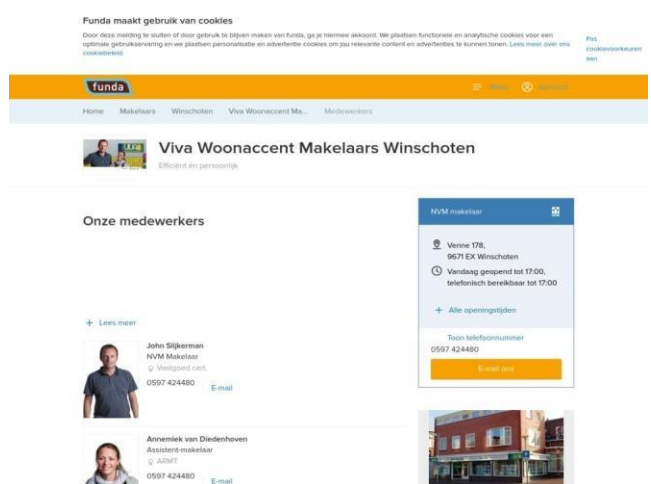 Funda maakt gebruik van cookies
Door deze melding te sluiten of door gebruik te blijven maken van funda, ga je hiermee akkoord. We plaatsen functionele en analytische cookies voor een
optimale gebruikservaring en we plaatsen personalisatie en advertentie cookies om jou relevante content en advertenties te kunnen tonen. Lees meer over ons
cookiebeleid.
Pas
cookievoorkeuren
aan
funda
Menu
Account
Home Makelaars Winschoten Viva Woonaccent Ma... Medewerkers
Viva Woonaccent Makelaars Winschoten
Efficiënt en persoonlijk
Onze medewerkers
+ Lees meer
John Slijkerman
NVM Makelaar
Vastgoed cert.
0597 424480 E-mail
Annemiek van Diedenhoven
Assistent-makelaar
ARMT
0597 424480 E-mail
NVM makelaar
Venne 178,
9671 EX Winschoten
Vandaag geopend tot 17:00,
telefonisch bereikbaar tot 17:00
+ Alle openingstijden
Toon telefoonnummer
0597 424480
E-mail ons